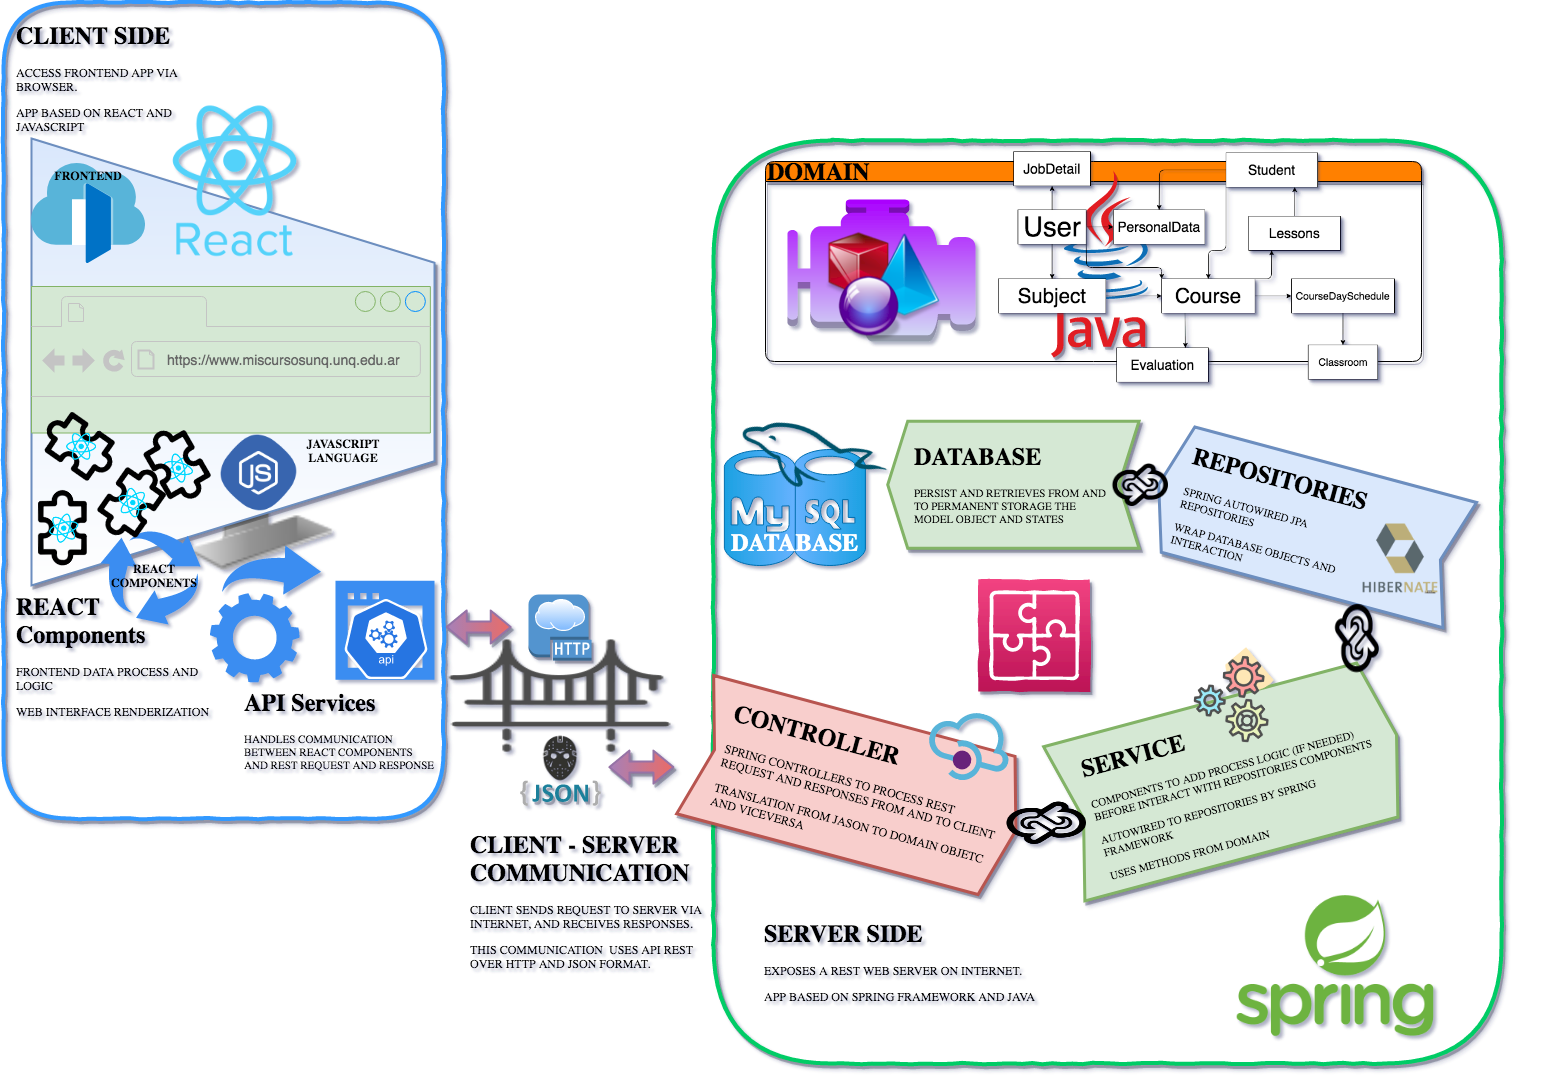 CLIENT SIDE
ACCESS FRONTEND APP VIA
BROWSER.
APP BASED ON REACT AND
JAVASCRIPT
FRONTEND
React
https://www.miscursosunq.unq.edu.ar
JAVASCRIPT
LANGUAGE
JS
REACT
COMPONENTS
REACT
Components
FRONTEND DATA PROCESS AND
LOGIC
WEB INTERFACE RENDERIZATION
api
API Services
HANDLES COMMUNICATION
BETWEEN REACT COMPONENTS
AND REST REQUEST AND RESPONSE
HTTP
{JSON}
CLIENT - SERVER
COMMUNICATION
CLIENT SENDS REQUEST TO SERVER VIA
INTERNET, AND RECEIVES RESPONSES.
THIS COMMUNICATION  USES API REST
OVER HTTP AND JSON FORMAT.
DOMAIN
JobDetail
Student
User
PersonalData
Lessons
Subject
Course
CourseDaySchedule
Java
Evaluation
Classroom
MySQL
DATABASE
DATABASE
PERSIST AND RETRIEVES FROM AND
TO PERMANENT STORAGE THE
MODEL OBJECT AND STATES
REPOSITORIES
SPRING AUTOWIRED JPA
REPOSITORIES
WRAP DATABASE OBJECTS AND
INTERACTION
HIBERNATE
CONTROLLER
SPRING CONTROLLERS TO PROCESS REST
REQUEST AND RESPONSES FROM AND TO CLIENT
TRANSLATION FROM JASON TO DOMAIN OBJETC
AND VICEVERSA
SERVICE
COMPONENTS TO ADD PROCESS LOGIC (IF NEEDED)
BEFORE INTERACT WITH REPOSITORIES COMPONENTS
AUTOWIRED TO REPOSITORIES BY SPRING
FRAMEWORK
USES METHODS FROM DOMAIN
SERVER SIDE
EXPOSES A REST WEB SERVER ON INTERNET.
APP BASED ON SPRING FRAMEWORK AND JAVA
spring